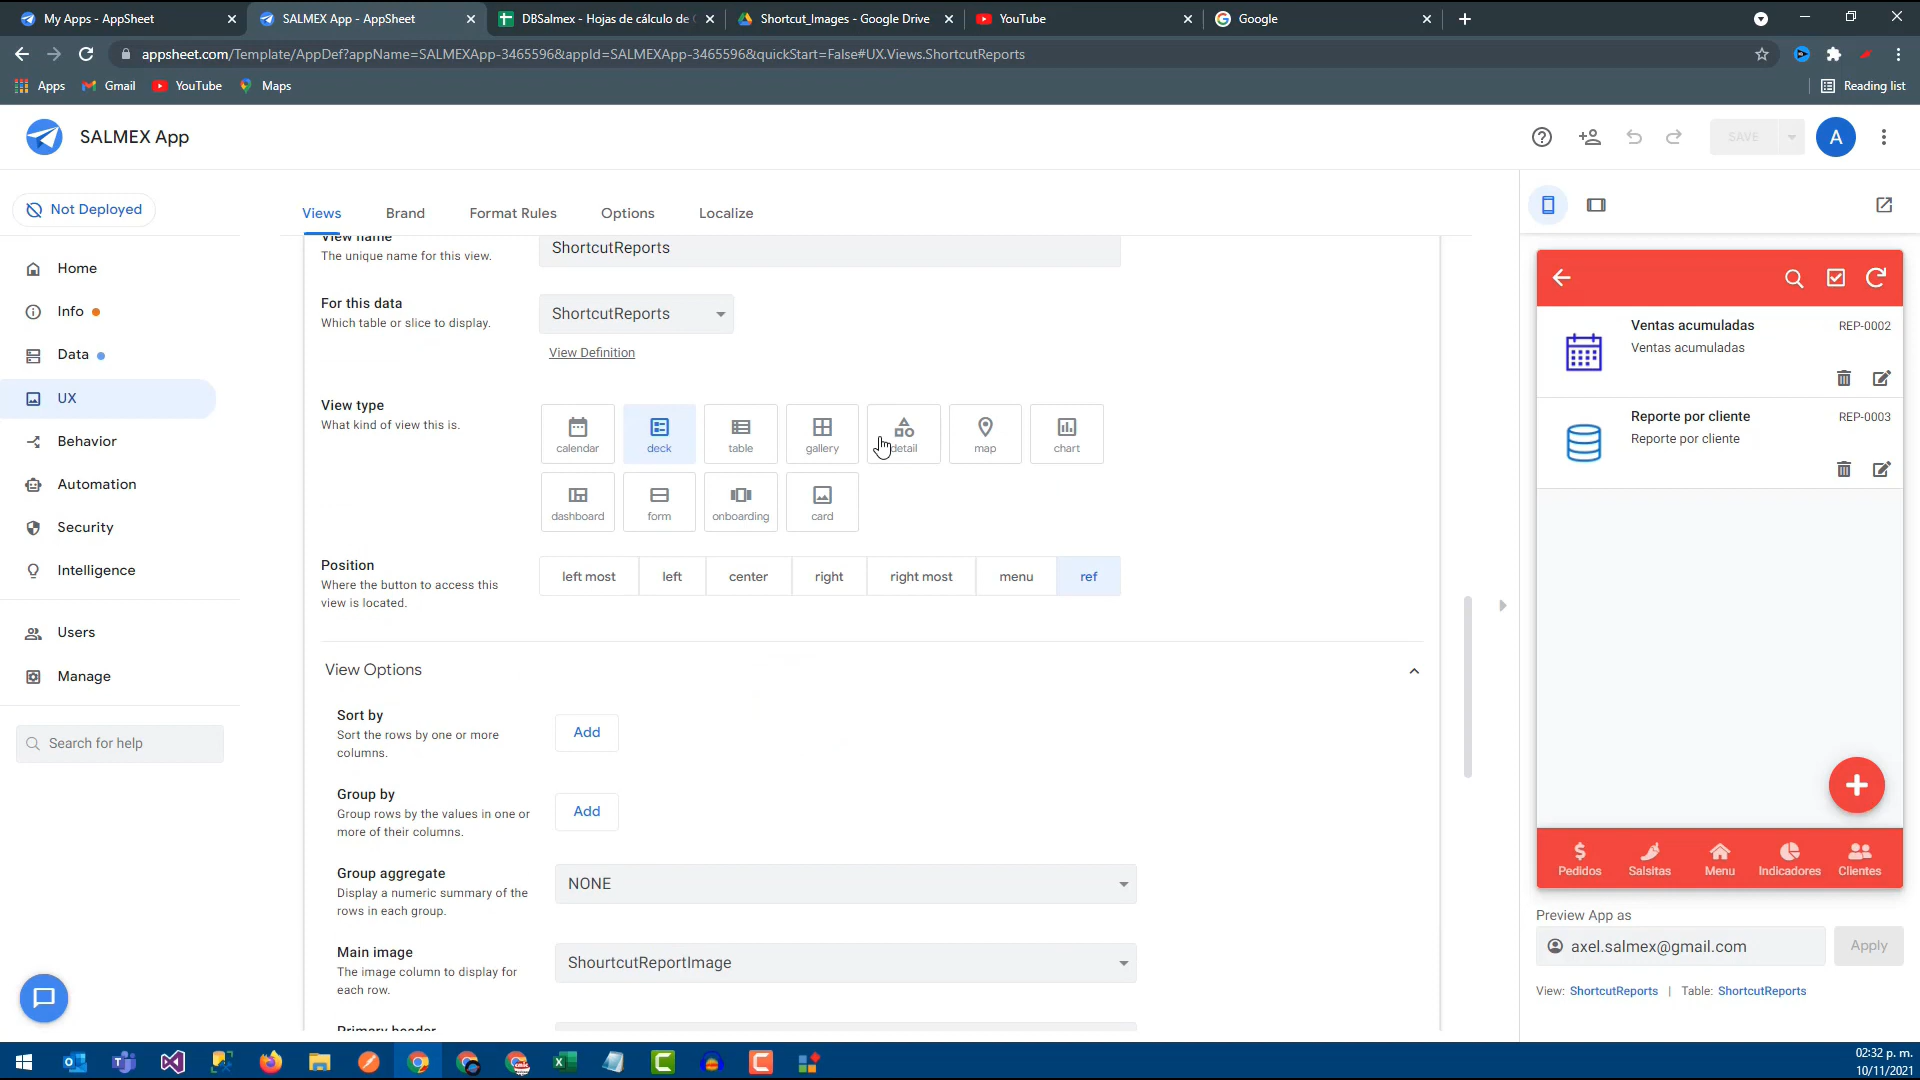 My Apps - AppSheet
SALMEX App - AppSheet
DBSalmex - Hojas de cálculo de
Shortcut_Images - Google Drive
YouTube
Google
appsheet.com/Template/AppDef?appName=SALMEXApp-3465596&appId=SALMEXApp-3465596&quickStart=False#UX.Views.ShortcutReports
Apps
Gmail
YouTube
Maps
Reading list
SALMEX App
SAVE
A
Not Deployed
Views
Brand
Format Rules
Options
Localize
Home
Info
Data
UX
Behavior
Automation
Security
Intelligence
Users
Manage
Search for help
View name
The unique name for this view.
ShortcutReports
For this data
Which table or slice to display.
ShortcutReports
View Definition
View type
What kind of view this is.
calendar
deck
table
gallery
detail
map
chart
dashboard
form
onboarding
card
Position
Where the button to access this
view is located.
left most
left
center
right
right most
menu
ref
View Options
Sort by
Sort the rows by one or more
columns.
Add
Group by
Group rows by the values in one or
more of their columns.
Add
Group aggregate
Display a numeric summary of the
rows in each group.
NONE
Main image
The image column to display for
each row.
ShourtcutReportImage
Primary header
Ventas acumuladas
REP-0002
Ventas acumuladas
Reporte por cliente
REP-0003
Reporte por cliente
Pedidos
Salsitas
Menu
Indicadores
Clientes
Preview App as
axel.salmex@gmail.com
Apply
View: ShortcutReports | Table: ShortcutReports
02:32 p. m.
10/11/2021